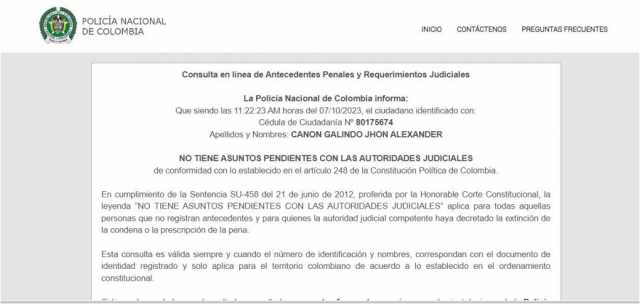 POLICÍA NACIONAL
DE COLOMBIA
INICIO CONTÁCTENOS PREGUNTAS FRECUENTES
Consulta en línea de Antecedentes Penales y Requerimientos Judiciales
La Policía Nacional de Colombia informa:
Que siendo las 11:22:23 AM horas del 07/10/2023, el ciudadano identificado con:
Cédula de Ciudadanía Nº 80175674
Apellidos y Nombres: CANON GALINDO JHON ALEXANDER
NO TIENE ASUNTOS PENDIENTES CON LAS AUTORIDADES JUDICIALES
de conformidad con lo establecido en el artículo 248 de la Constitución Política de Colombia.
En cumplimiento de la Sentencia SU-458 del 21 de junio de 2012, proferida por la Honorable Corte Constitucional, la
leyenda "NO TIENE ASUNTOS PENDIENTES CON LAS AUTORIDADES JUDICIALES" aplica para todas aquellas
personas que no registran antecedentes y para quienes la autoridad judicial competente haya decretado la extinción de
la condena o la prescripción de la pena.
Esta consulta es válida siempre y cuando el número de identificación y nombres, correspondan con el documento de
identidad registrado y solo aplica para el territorio colombiano de acuerdo a lo establecido en el ordenamiento
constitucional.